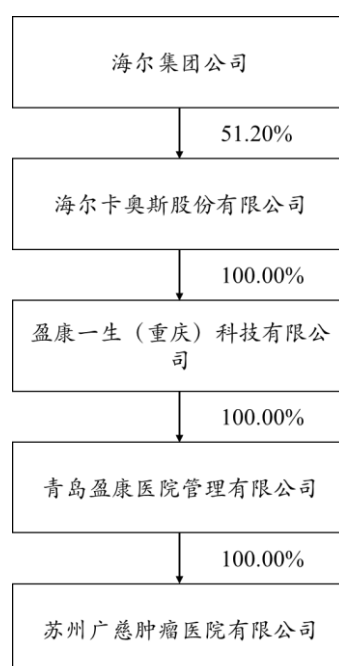 海尔集团公司
51.20%
海尔卡奥斯股份有限公司
100.00%
盈康一生（重庆）科技有限公
司
100.00%
青岛盈康医院管理有限公司
100.00%
苏州广慈肿瘤医院有限公司